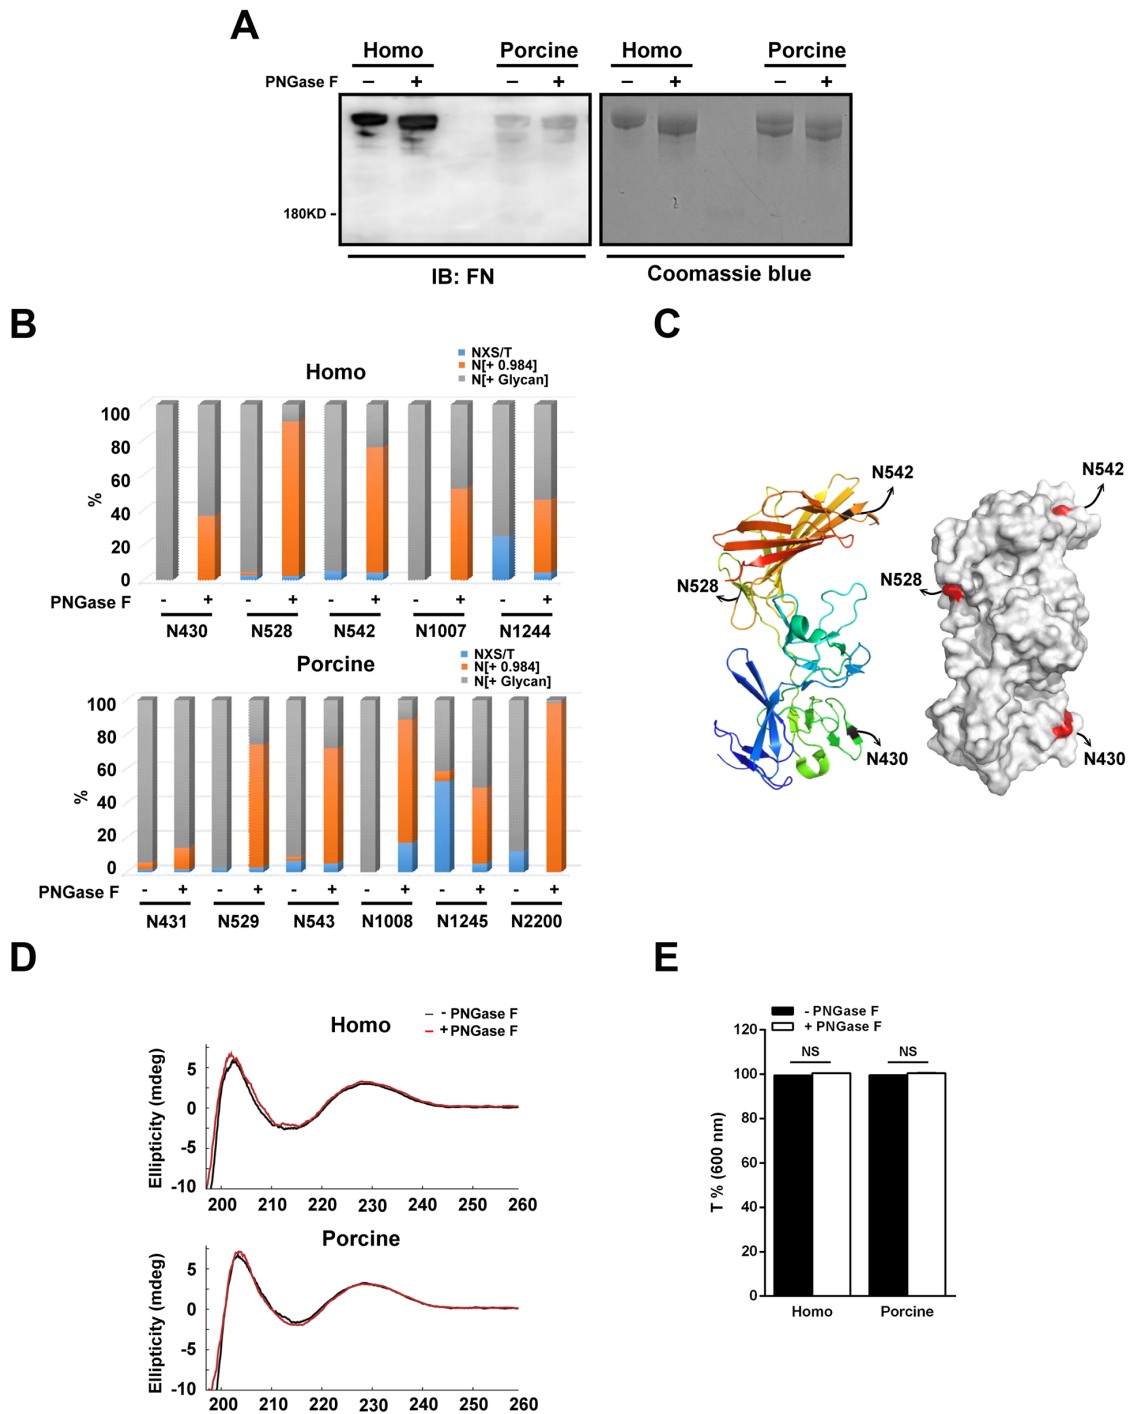 A
Homo Porcine Homo Porcine
PNGase F – + – + – + – +
180KD -
IB: FN Coomassie blue
B
NXS/T
N[+ 0.984]
N[+ Glycan]
Homo
100
80
60
40
20
0
%
PNGase F - + - + - + - + - +
N430 N528 N542 N1007 N1244
NXS/T
N[+ 0.984]
N[+ Glycan]
Porcine
100
80
60
40
20
0
%
PNGase F - + - + - + - + - + - +
N431 N529 N543 N1008 N1245 N2200
C
N542 N542
N528 N528
N430 N430
D
- PNGase F
+ PNGase F
Homo
Ellipticity (mdeg)
5
0
-5
-10
200 210 220 230 240 250 260
Porcine
Ellipticity (mdeg)
5
0
-5
-10
200 210 220 230 240 250 260
E
- PNGase F
+ PNGase F
T % (600 nm)
120
100
80
60
40
20
0
NS NS
Homo Porcine